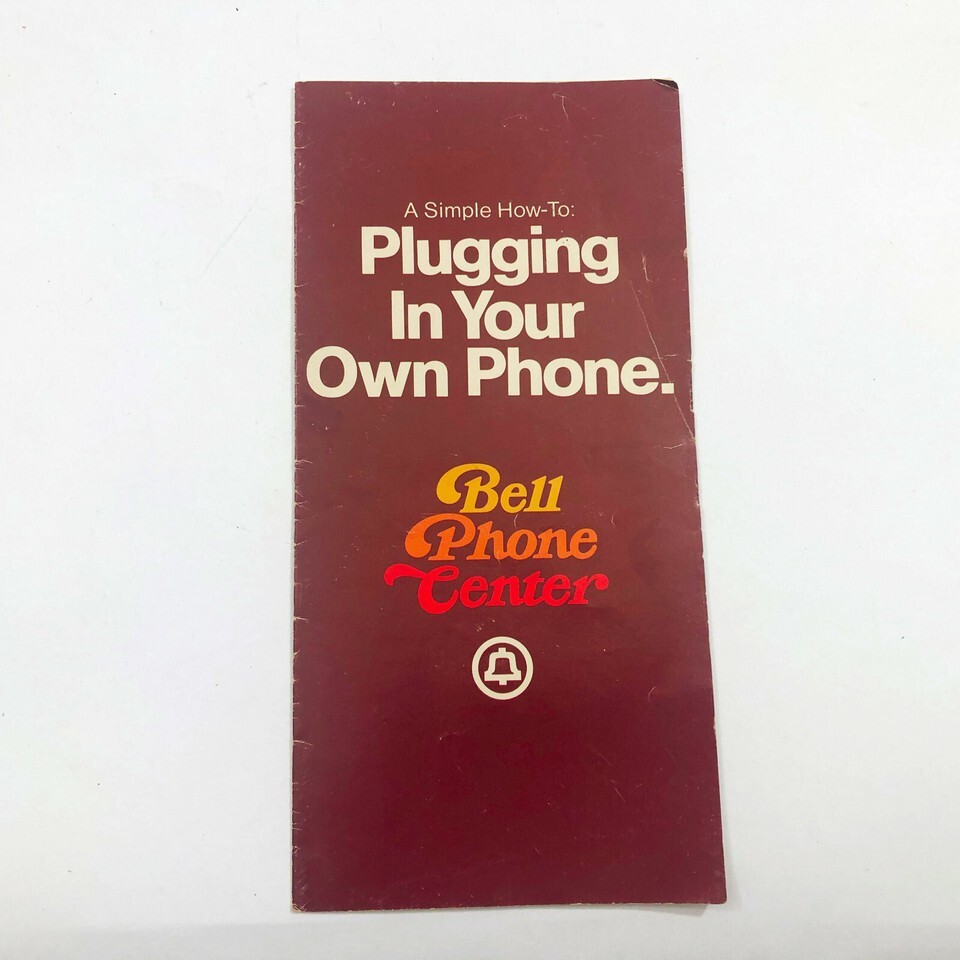 A Simple How-To:
Plugging
In Your
Own Phone.
Bell
Phone
Center